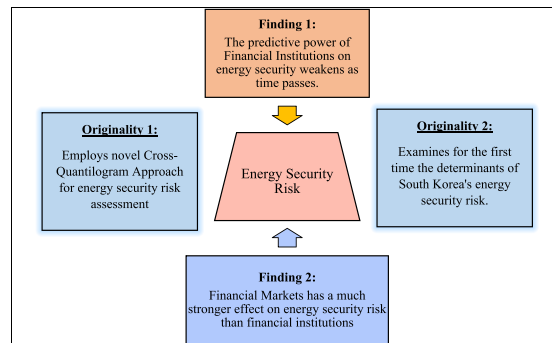 Finding 1:
The predictive power of
Financial Institutions on
energy security weakens as
time passes.
Originality 1:
Employs novel Cross-
Quantilogram Approach
for energy security risk
assessment
Energy Security
Risk
Originality 2:
Examines for the first
time the determinants of
South Korea's energy
security risk.
Finding 2:
Financial Markets has a much
stronger effect on energy security risk
than financial institutions